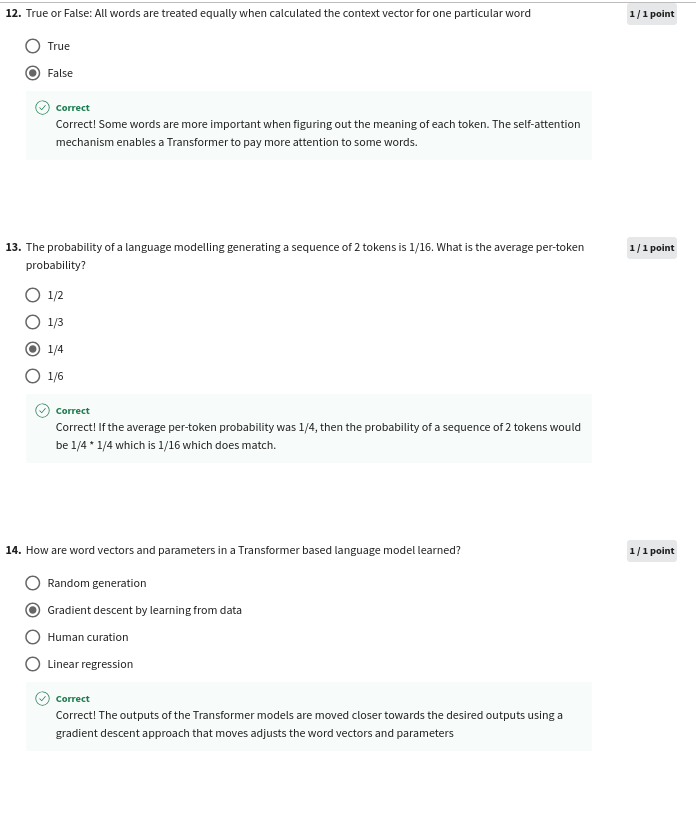 12. True or False: All words are treated equally when calculated the context vector for one particular word
1 / 1 point
True
False
Correct
Correct! Some words are more important when figuring out the meaning of each token. The self-attention
mechanism enables a Transformer to pay more attention to some words.
13. The probability of a language modelling generating a sequence of 2 tokens is 1/16. What is the average per-token
probability?
1 / 1 point
1/2
1/3
1/4
1/6
Correct
Correct! If the average per-token probability was 1/4, then the probability of a sequence of 2 tokens would
be 1/4 * 1/4 which is 1/16 which does match.
14. How are word vectors and parameters in a Transformer based language model learned?
1 / 1 point
Random generation
Gradient descent by learning from data
Human curation
Linear regression
Correct
Correct! The outputs of the Transformer models are moved closer towards the desired outputs using a
gradient descent approach that moves adjusts the word vectors and parameters